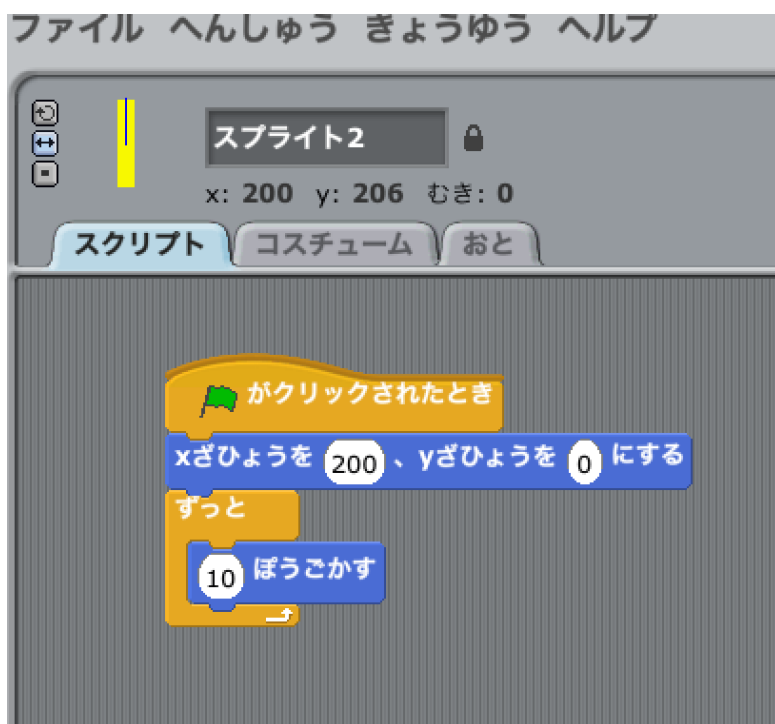 ファイル へんしゅう きょうゆう ヘルプ
スプライト2
x: 200 y: 206 むき: 0
スクリプト コスチューム おと
がクリックされたとき
xざひょうを 200 、yざひょうを 0 にする
ずっと
10 ぽうごかす